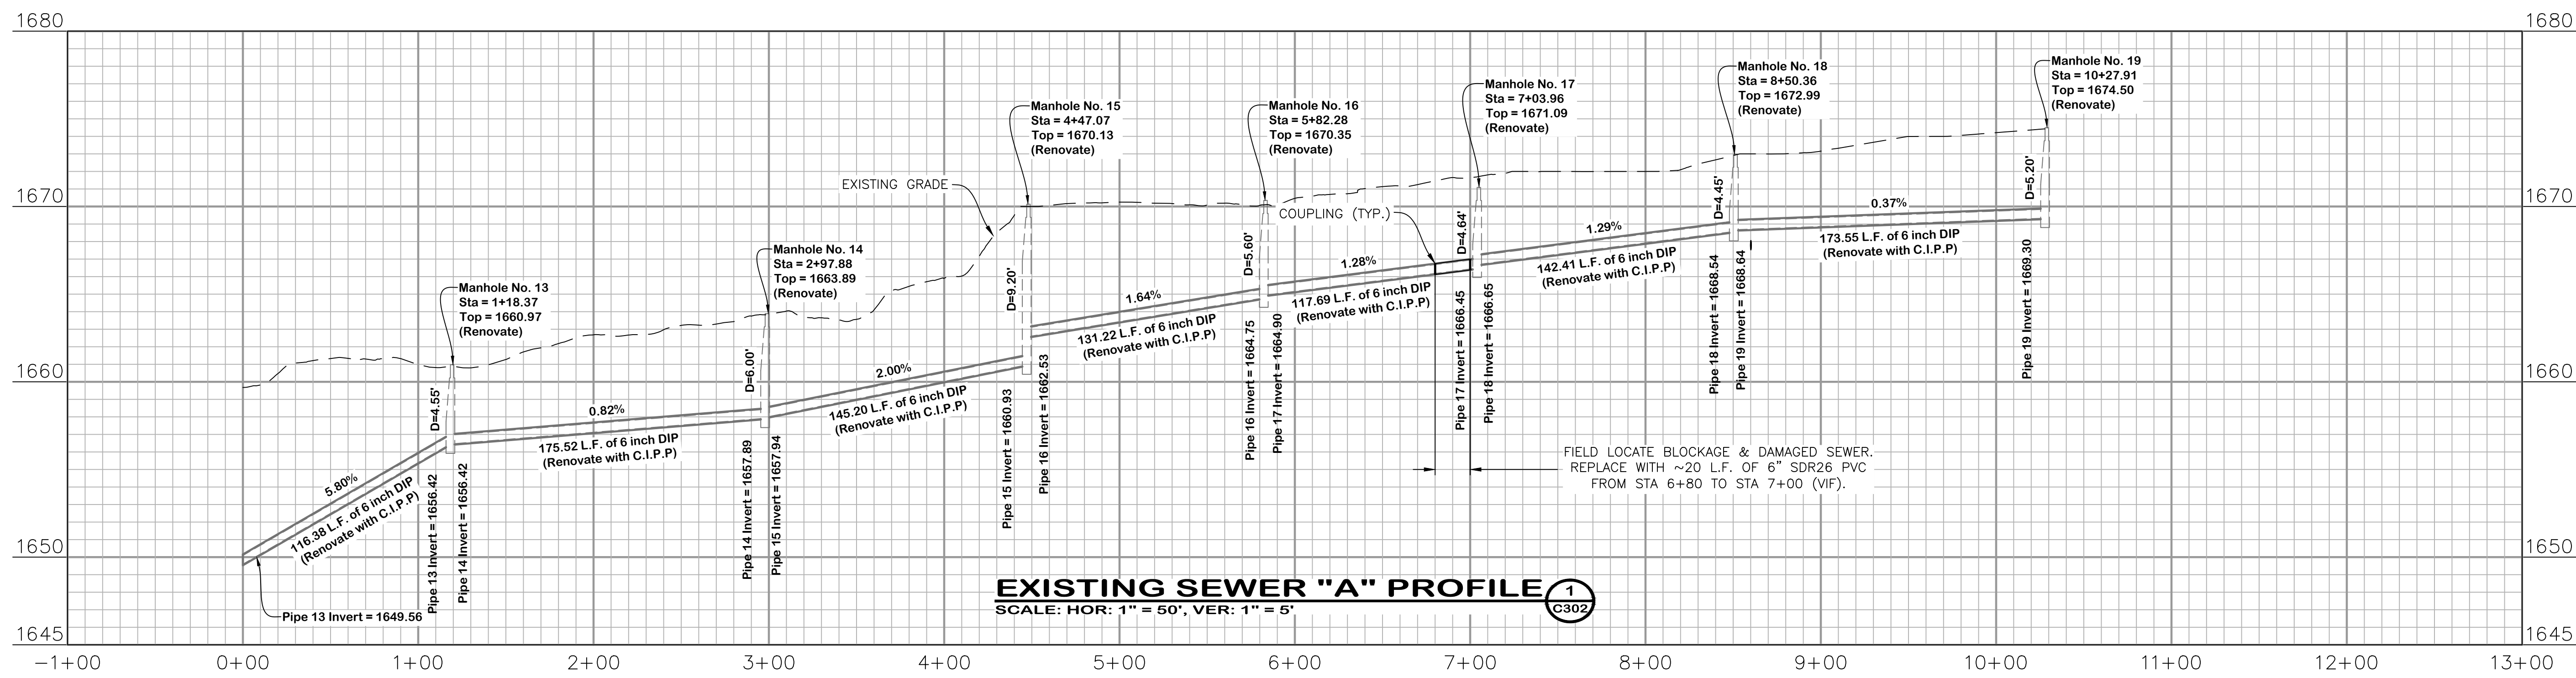 1680
1680
Manhole No. 19
Sta = 10+27.91
Top = 1674.50
(Renovate)
Manhole No. 18
Sta = 8+50.36
Top = 1672.99
(Renovate)
Manhole No. 17
Sta = 7+03.96
Top = 1671.09
(Renovate)
Manhole No. 15
Sta = 4+47.07
Top = 1670.13
(Renovate)
Manhole No. 16
Sta = 5+82.28
Top = 1670.35
(Renovate)
EXISTING GRADE
COUPLING (TYP.)
1670
1670
Manhole No. 14
Sta = 2+97.88
Top = 1663.89
(Renovate)
Manhole No. 13
Sta = 1+18.37
Top = 1660.97
(Renovate)
D=4.55'
D=6.00'
D=9.20'
D=5.60'
D=4.64'
D=4.45'
D=5.20'
5.80%
116.38 L.F. of 6 inch DIP
(Renovate with C.I.P.P)
0.82%
175.52 L.F. of 6 inch DIP
(Renovate with C.I.P.P)
2.00%
145.20 L.F. of 6 inch DIP
(Renovate with C.I.P.P)
1.64%
131.22 L.F. of 6 inch DIP
(Renovate with C.I.P.P)
1.28%
117.69 L.F. of 6 inch DIP
(Renovate with C.I.P.P)
1.29%
142.41 L.F. of 6 inch DIP
(Renovate with C.I.P.P)
0.37%
173.55 L.F. of 6 inch DIP
(Renovate with C.I.P.P)
1660
1660
Pipe 13 Invert = 1656.42
Pipe 14 Invert = 1656.42
Pipe 14 Invert = 1657.89
Pipe 15 Invert = 1657.94
Pipe 15 Invert = 1660.93
Pipe 16 Invert = 1662.53
Pipe 16 Invert = 1664.75
Pipe 17 Invert = 1664.90
Pipe 17 Invert = 1666.45
Pipe 18 Invert = 1666.65
Pipe 18 Invert = 1668.54
Pipe 19 Invert = 1668.64
Pipe 19 Invert = 1669.30
FIELD LOCATE BLOCKAGE & DAMAGED SEWER.
REPLACE WITH ~20 L.F. OF 6" SDR26 PVC
FROM STA 6+80 TO STA 7+00 (VIF).
1650
1650
Pipe 13 Invert = 1649.56
EXISTING SEWER "A" PROFILE
SCALE: HOR: 1" = 50', VER: 1" = 5'
1
C302
1645
1645
-1+00 0+00 1+00 2+00 3+00 4+00 5+00 6+00 7+00 8+00 9+00 10+00 11+00 12+00 13+00